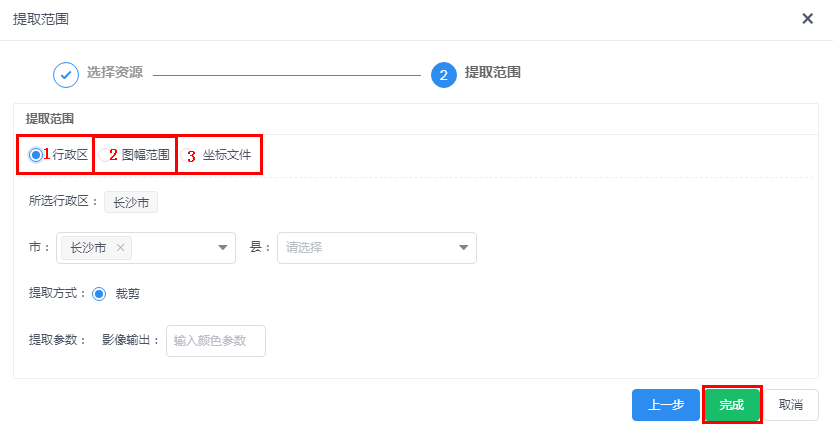 提取范围
选择资源 2 提取范围
提取范围
1 行政区 2 图幅范围 3 坐标文件
所选行政区： 长沙市
市： 长沙市 × 县： 请选择
提取方式： 裁剪
提取参数： 影像输出： 输入颜色参数
上一步 完成 取消